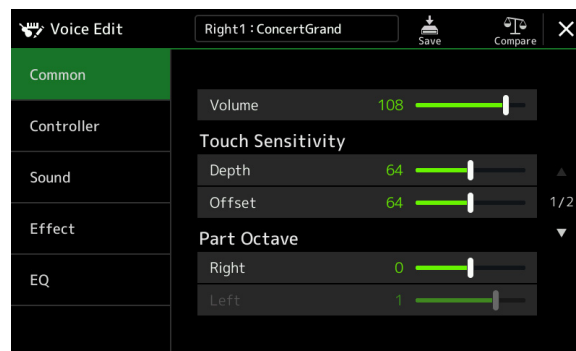 Voice Edit
Right1 : ConcertGrand
Save
Compare
Common
Controller
Sound
Effect
EQ
Volume 108
Touch Sensitivity
Depth 64
Offset 64
1/2
Part Octave
Right 0
Left 1